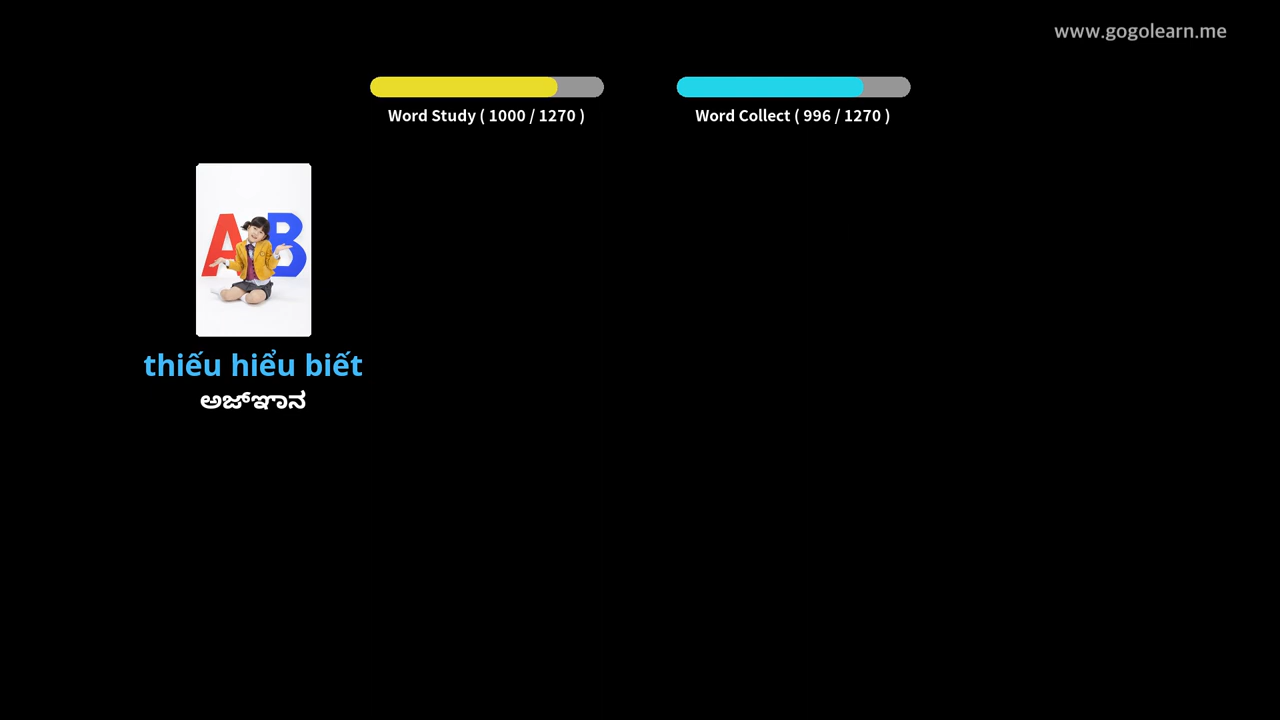 www.gogolearn.me
Word Study ( 1000 / 1270 )
Word Collect ( 996 / 1270 )
A B
thiếu hiểu biết
ಅಜ್ಞಾನ